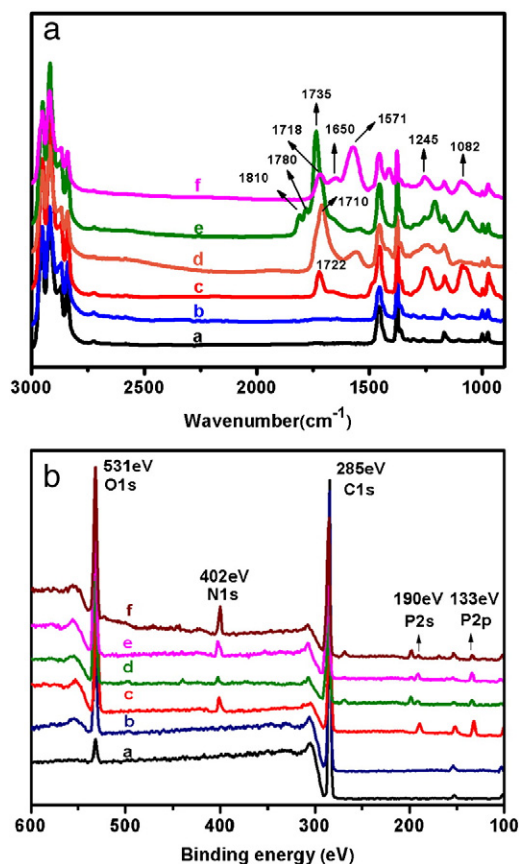 a
1735
1718
1650
1571
1780
1245
1082
1810
f
1710
e
d
1722
c
b
a
3000 2500 2000 1500 1000
Wavenumber(cm-1)
b
531eV
O1s
285eV
C1s
402eV
N1s
190eV 133eV
P2s P2p
f
e
d
c
b
a
600 500 400 300 200 100
Binding energy (eV)